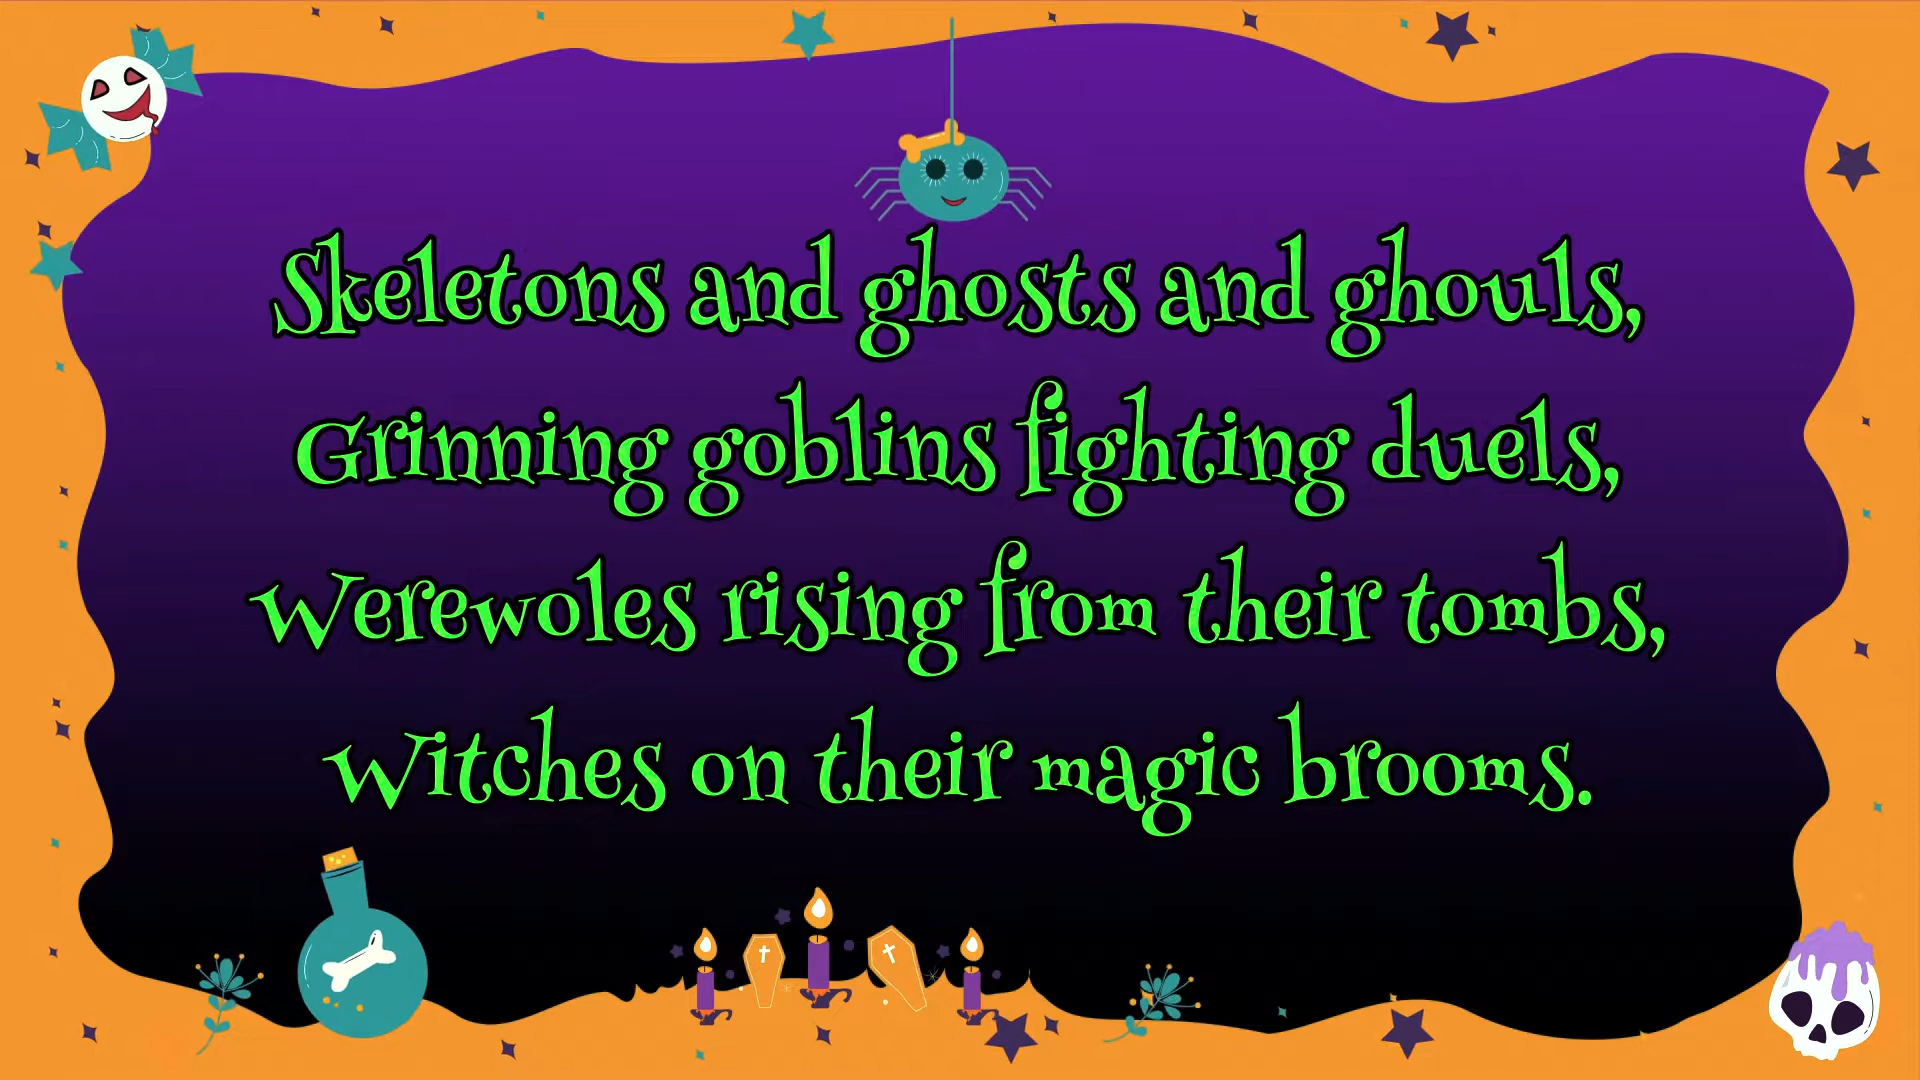 Skeletons and ghosts and ghouls,
Grinning goblins fighting duels,
Werewoles rising from their tombs,
Witches on their magic brooms.